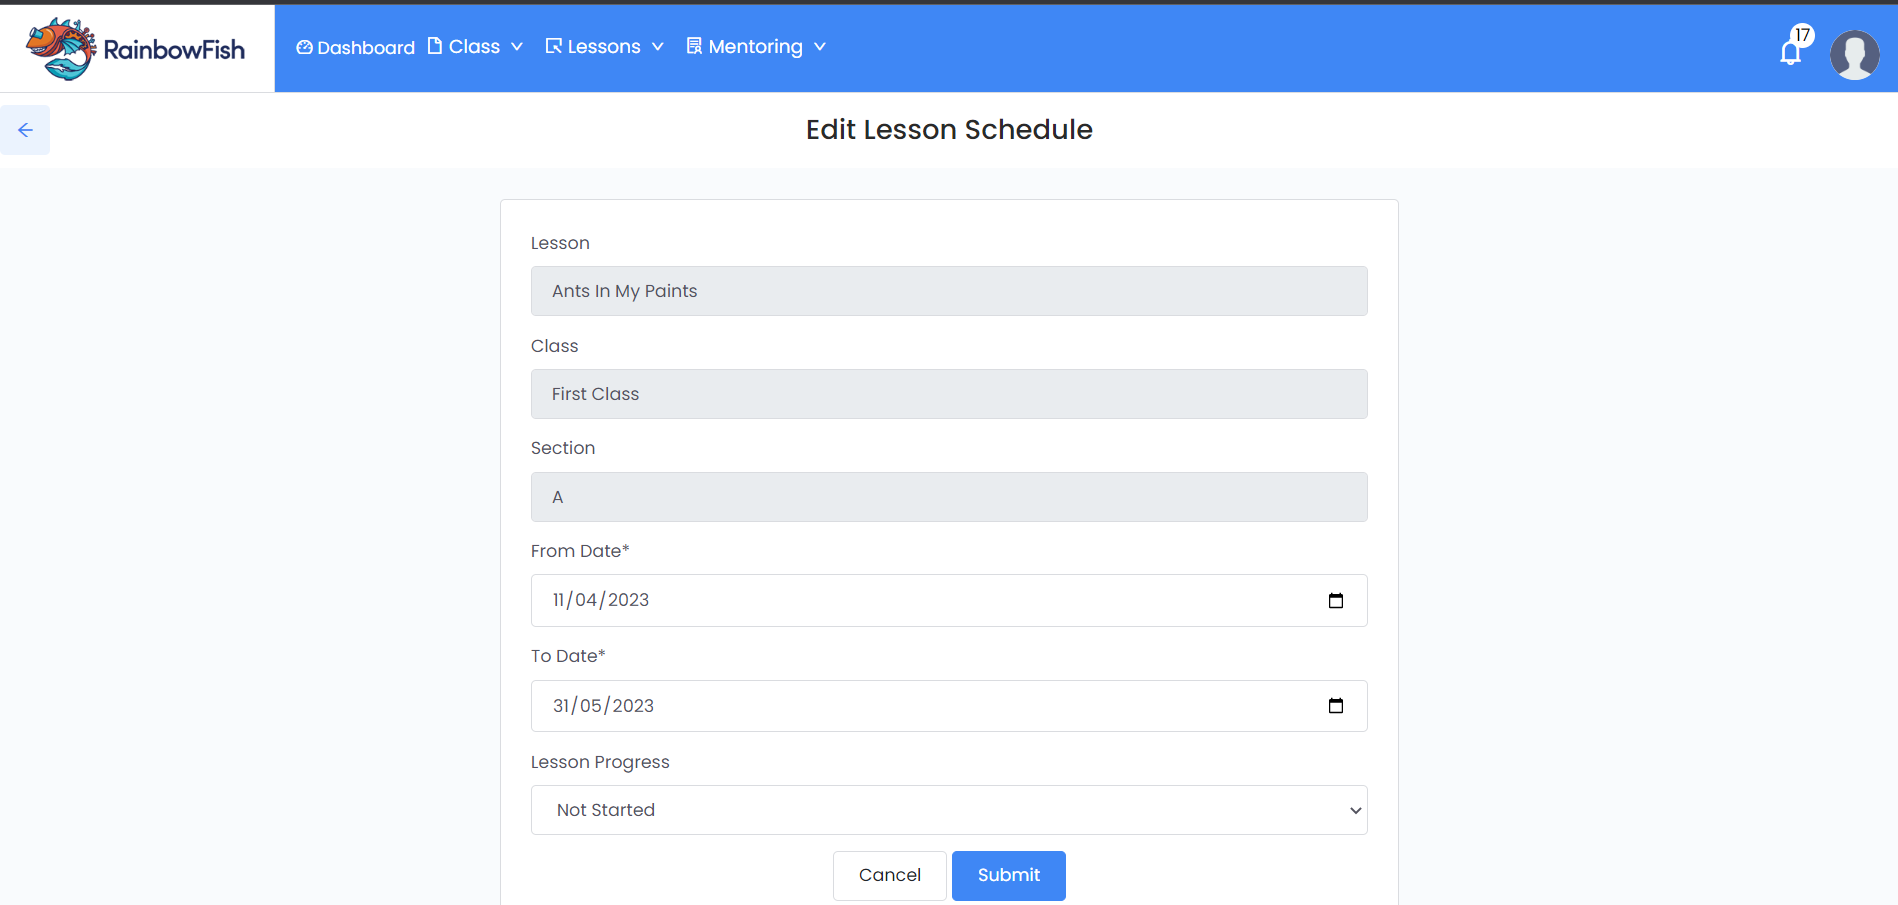 RainbowFish
Dashboard Class Lessons Mentoring 17
Edit Lesson Schedule
Lesson
Ants In My Paints
Class
First Class
Section
A
From Date*
11/04/2023
To Date*
31/05/2023
Lesson Progress
Not Started
Cancel Submit